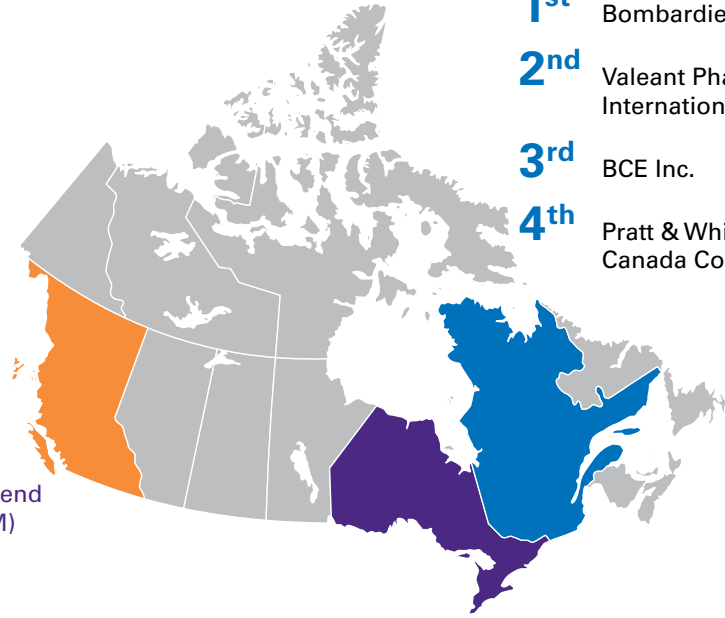 1st
Bombardie
2nd
Valeant Pha
Internation
3rd
BCE Inc.
4th
Pratt & Whi
Canada Co
end
M)